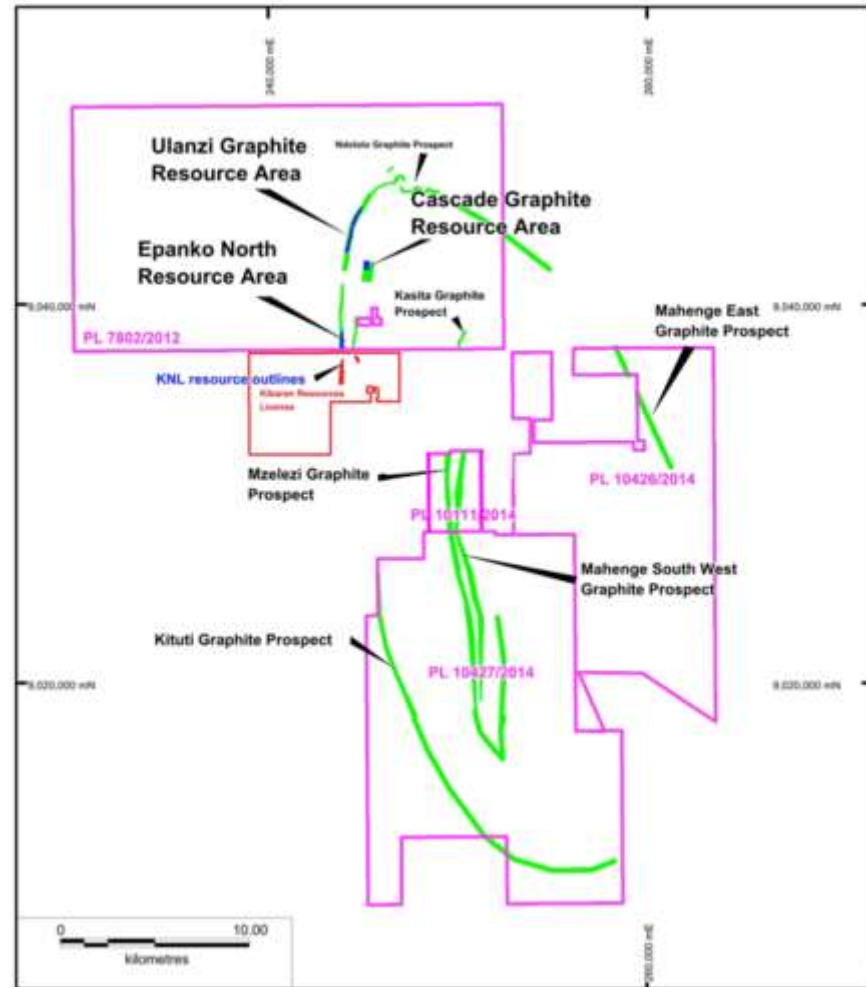 240,000 mE
260,000 mE
Ulanzi Graphite
Resource Area
Graphite Prospect
Cascade Graphite
Resource Area
Epanko North
Resource Area
Kasita Graphite
Prospect
9,040,000 mN
9,040,000 mN
Mahenge East
Graphite Prospect
PL 7802/2012
KNL resource outlines
Kibaran Resources
License
Mzelezi Graphite
Prospect
PL 10426/2014
PL 10111/2014
Mahenge South West
Graphite Prospect
Kituti Graphite Prospect
PL 10427/2014
9,020,000 mN
9,020,000 mN
0
10.00
kilometres
260,000 mE